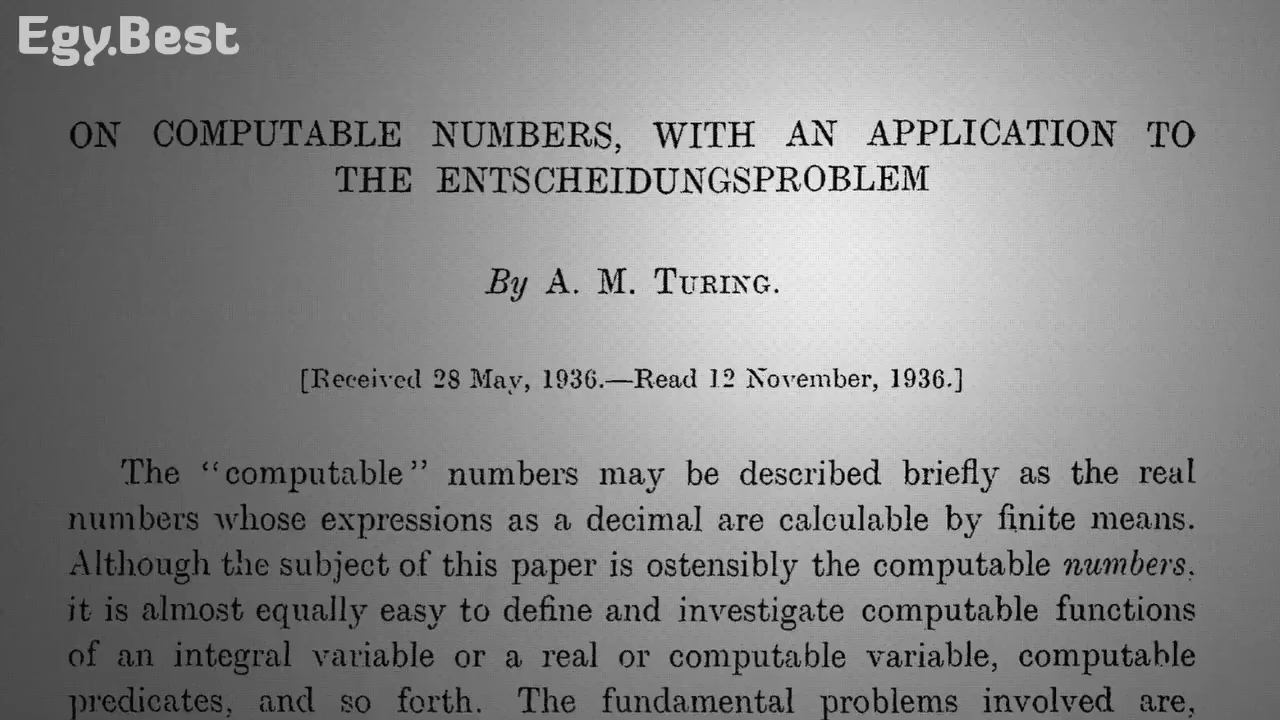 Egy.Best
ON COMPUTABLE NUMBERS, WITH AN APPLICATION TO
THE ENTSCHEIDUNGSPROBLEM
By A. M. TURING.
[Received 28 May, 1936.—Read 12 November, 1936.]
The “computable” numbers may be described briefly as the real
numbers whose expressions as a decimal are calculable by finite means.
Although the subject of this paper is ostensibly the computable numbers,
it is almost equally easy to define and investigate computable functions
of an integral variable or a real or computable variable, computable
predicates, and so forth. The fundamental problems involved are,